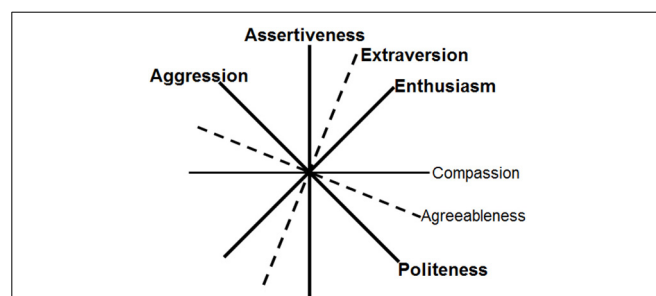 Assertiveness
Extraversion
Aggression
Enthusiasm
Compassion
Agreeableness
Politeness